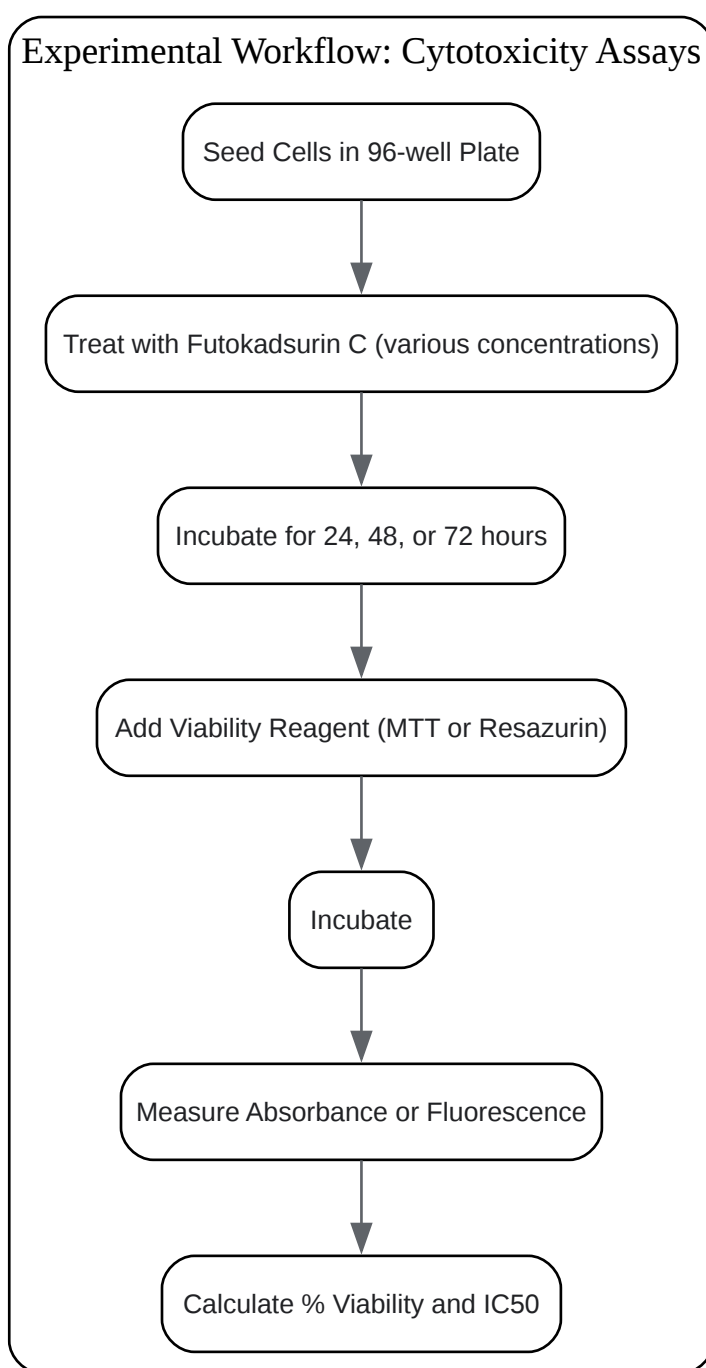 Experimental Workflow: Cytotoxicity Assays
Seed Cells in 96-well Plate
Treat with Futokadsurin C (various concentrations)
Incubate for 24, 48, or 72 hours
Add Viability Reagent (MTT or Resazurin)
Incubate
Measure Absorbance or Fluorescence
Calculate % Viability and IC50